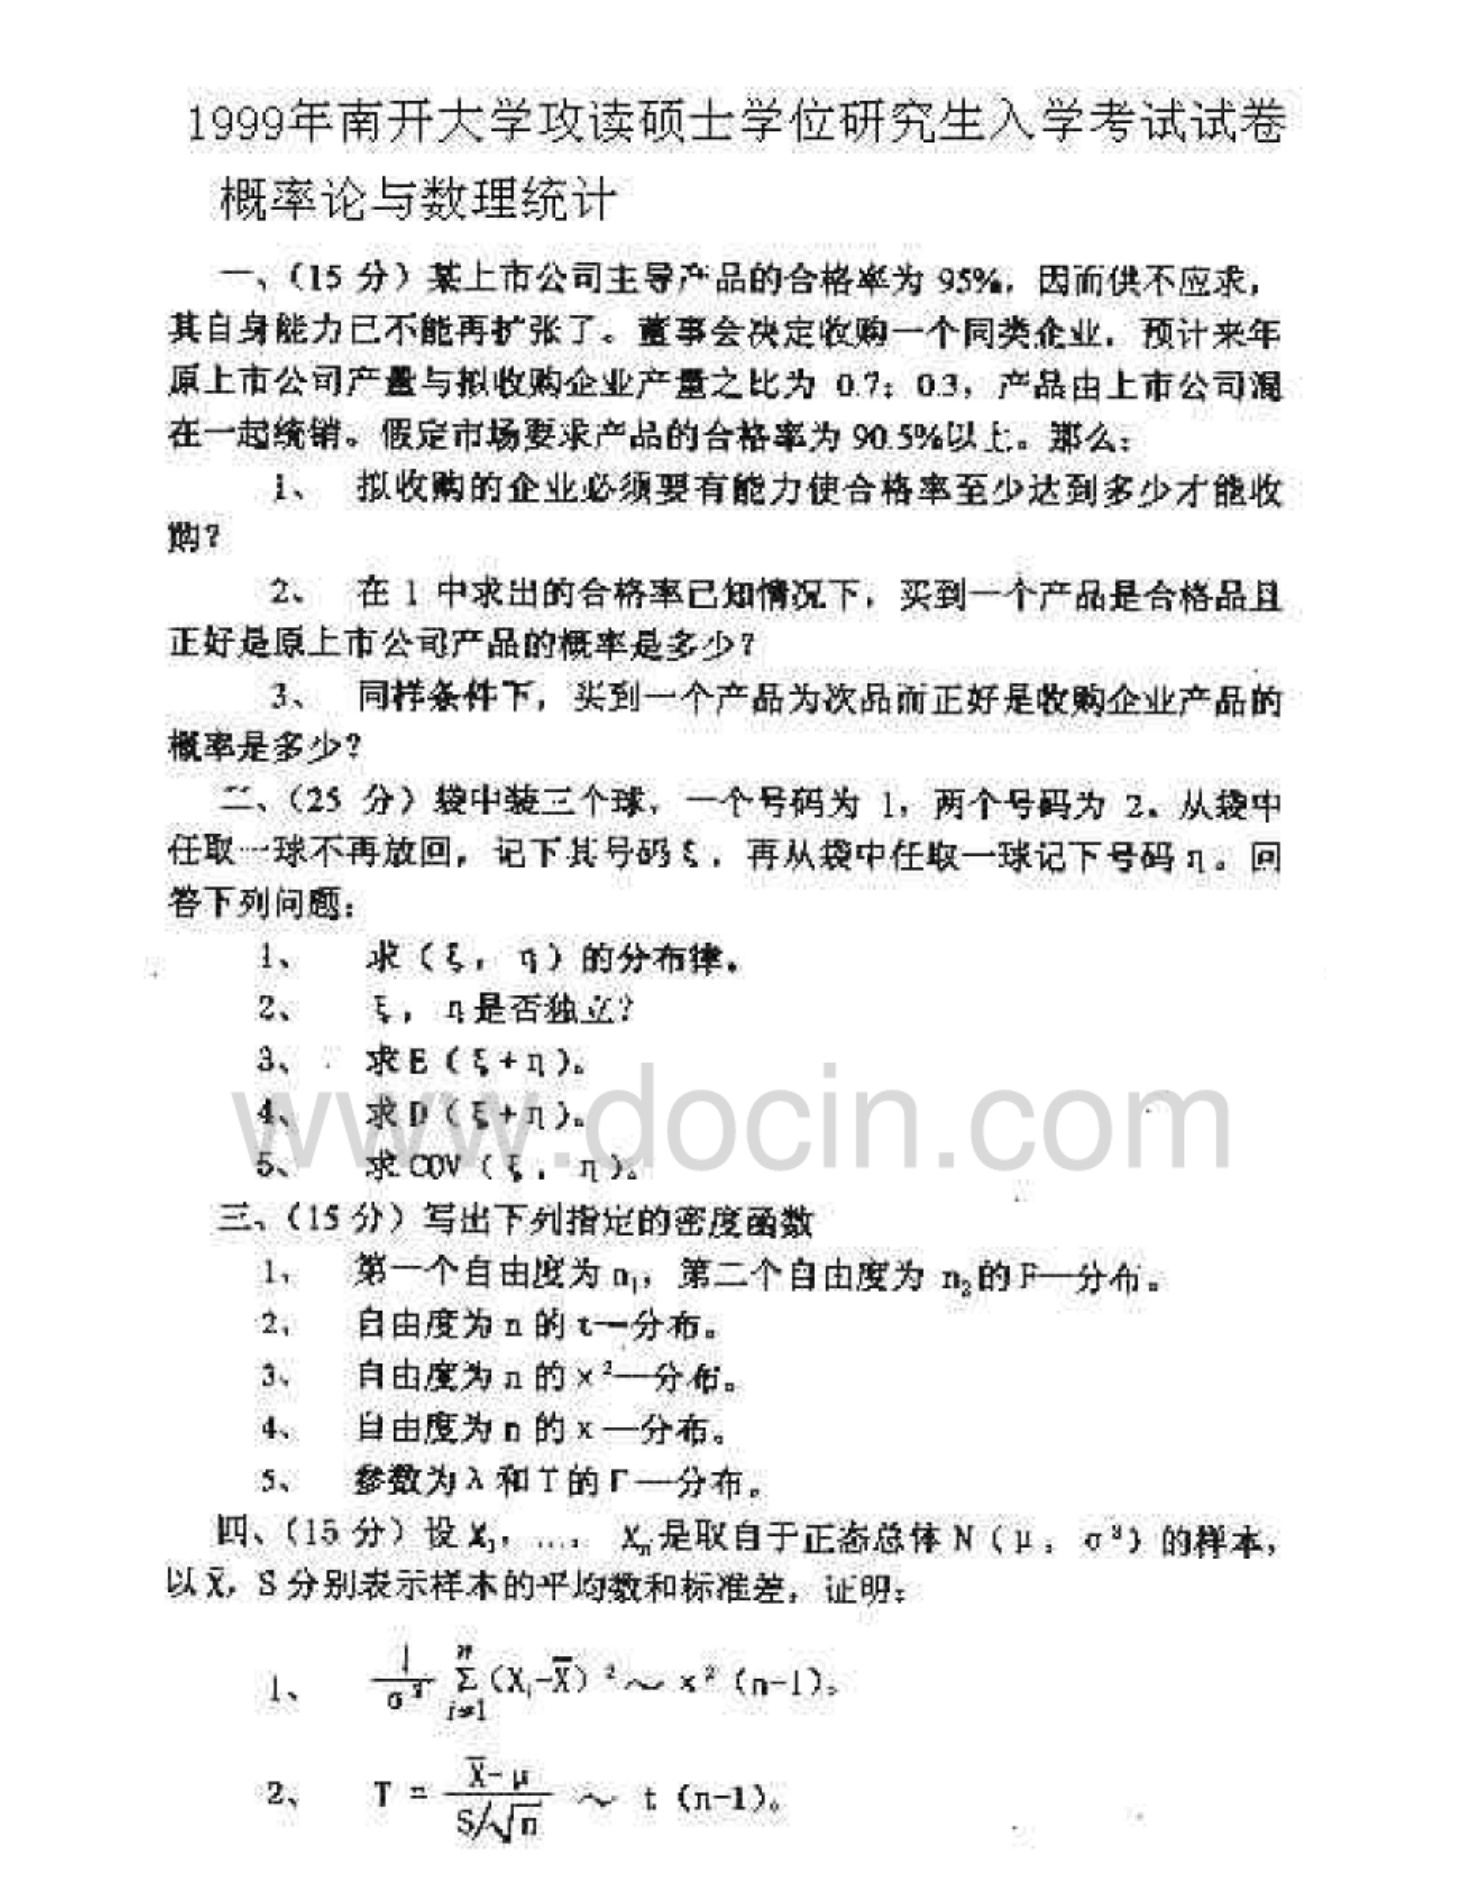 1999年南开大学攻读硕士学位研究生入学考试试卷
概率论与数理统计
一、（15 分）某上市公司主导产品的合格率为 95%，因而供不应求，
其自身能力已不能再扩张了。董事会决定收购一个同类企业，预计来年
原上市公司产量与拟收购企业产量之比为 0.7：0.3，产品由上市公司混
在一起统销。假定市场要求产品的合格率为 90.5%以上。那么：
1、 拟收购的企业必须要有能力使合格率至少达到多少才能收
购？
2、 在 1 中求出的合格率已知情况下，买到一个产品是合格品且
正好是原上市公司产品的概率是多少？
3、 同样条件下，买到一个产品为次品而正好是收购企业产品的
概率是多少？
二、（25 分）袋中装三个球，一个号码为 1，两个号码为 2。从袋中
任取一球不再放回，记下其号码ξ，再从袋中任取一球记下号码η。回
答下列问题：
1、 求（ξ，η）的分布律。
2、 ξ，η是否独立？
3、 求E（ξ+η）。
4、 求D（ξ+η）。
5、 求COV（ξ，η）。
www.docin.com
三、（15 分）写出下列指定的密度函数
1、 第一个自由度为 n₁，第二个自由度为 n₂的F—分布。
2、 自由度为 n 的 t—分布。
3、 自由度为 n 的 x²—分布。
4、 自由度为 n 的 x —分布。
5、 参数为 λ 和 T 的 Γ—分布。
四、（15 分）设 X₁，…， Xₙ是取自于正态总体 N（μ，σ²）的样本，
以 X̄，S 分别表示样本的平均数和标准差，证明：
1、 1/σ² Σⁿᵢ₌₁ (Xᵢ-X̄)² ～ x² (n-1)。
2、 T = (X̄-μ)/(S/√n) ～ t (n-1)。